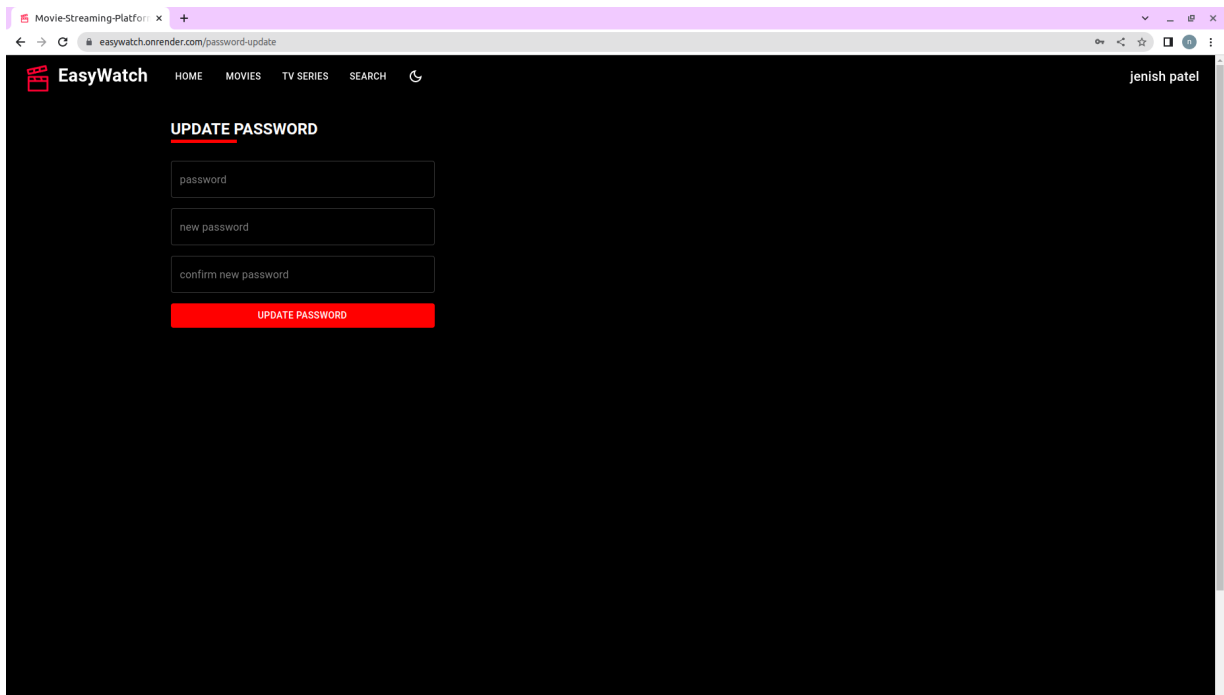 Movie-Streaming-Platfor
easywatch.onrender.com/password-update
n
EasyWatch HOME MOVIES TV SERIES SEARCH jenish patel
UPDATE PASSWORD
password
new password
confirm new password
UPDATE PASSWORD